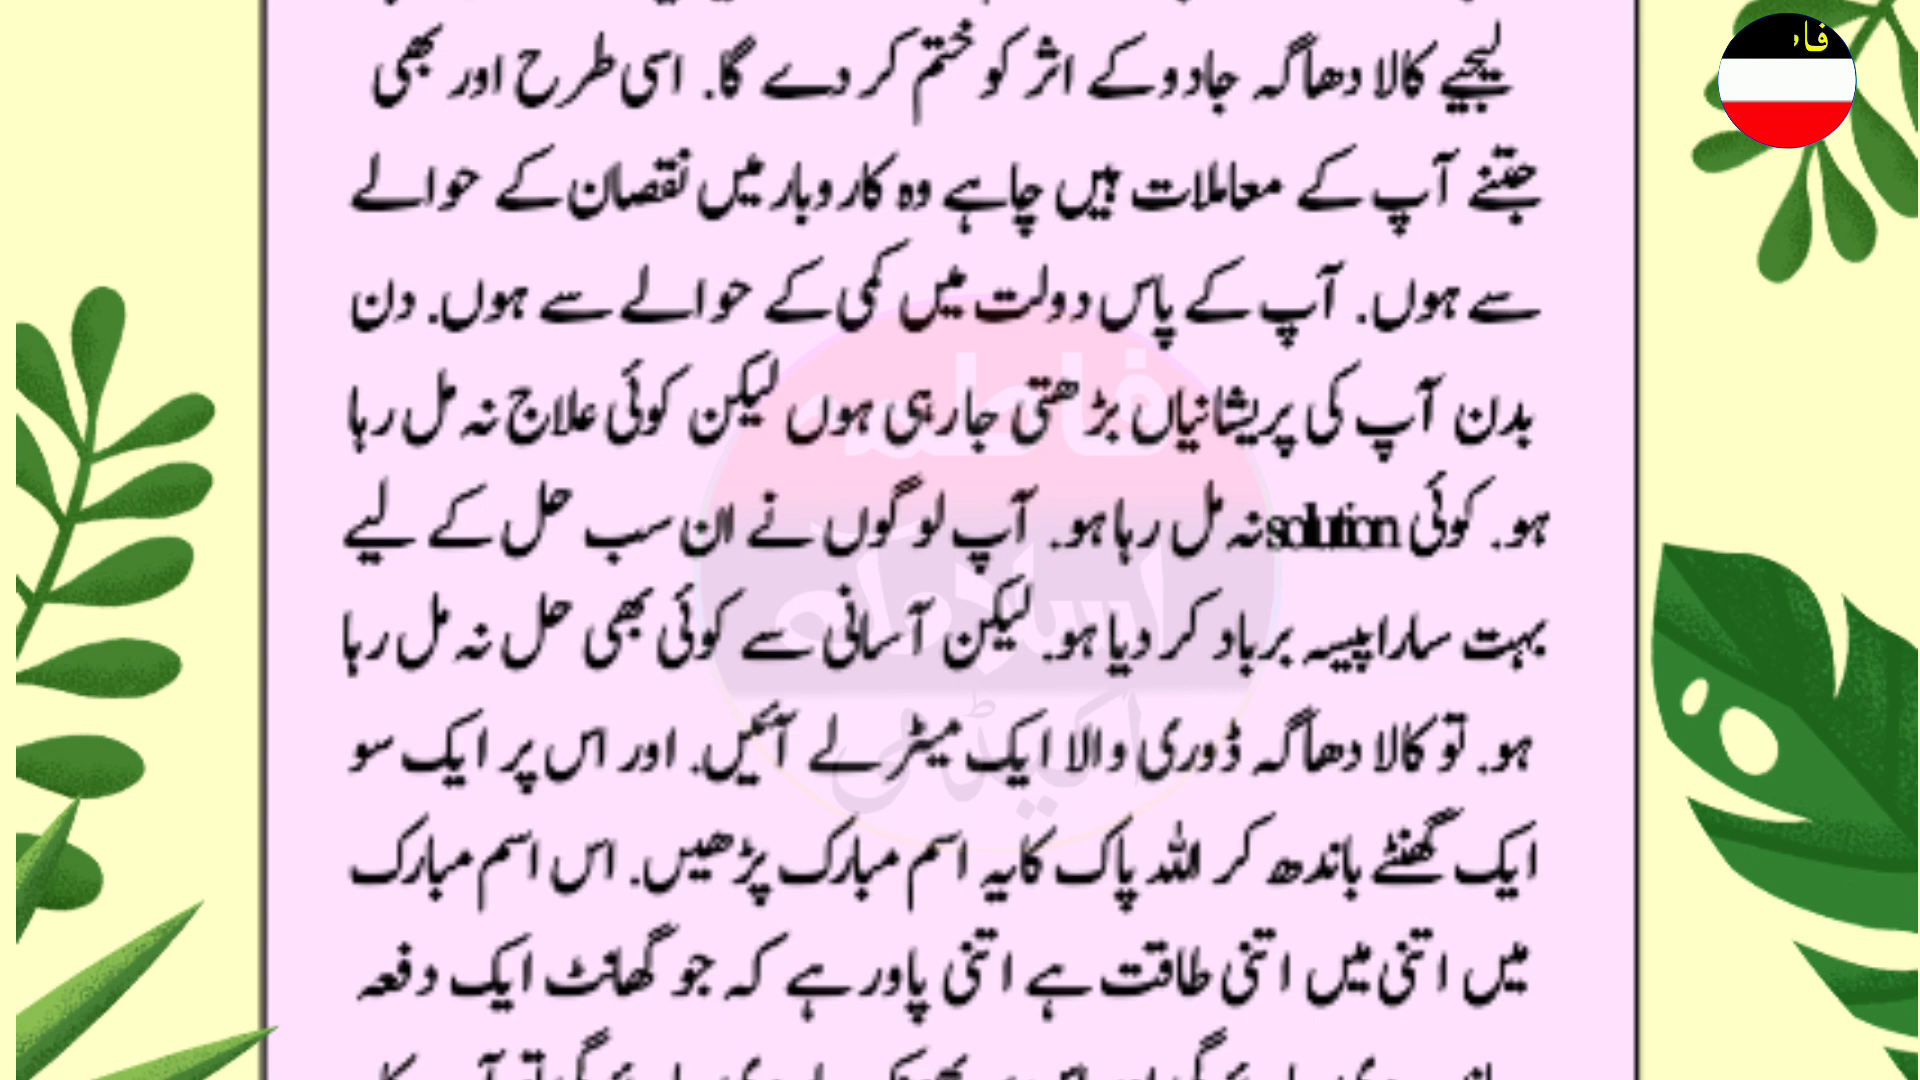 فا
لیجیے کالا دھاگہ جادو کے اثر کو ختم کر دے گا. اسی طرح اور بھی
جتنے آپ کے معاملات ہیں چاہے وہ کاروبار میں نقصان کے حوالے
سے ہوں. آپ کے پاس دولت میں کمی کے حوالے سے ہوں. دن
بدن آپ کی پریشانیاں بڑھتی جارہی ہوں لیکن کوئی علاج نہ مل رہا
ہو. کوئی solution نہ مل رہا ہو. آپ لوگوں نے ان سب حل کے لیے
بہت سارا پیسہ برباد کر دیا ہو. لیکن آسانی سے کوئی بھی حل نہ مل رہا
ہو. تو کالا دھاگہ ڈوری والا ایک میٹر لے آئیں. اور اس پر ایک سو
ایک گھنٹے باندھ کر اللہ پاک کا یہ اسم مبارک پڑھیں. اس اسم مبارک
میں اتنی میں اتنی طاقت ہے اتنی پاور ہے کہ جو گھانٹ ایک دفعہ
فاطمہ
اسلامک
اکیڈمی